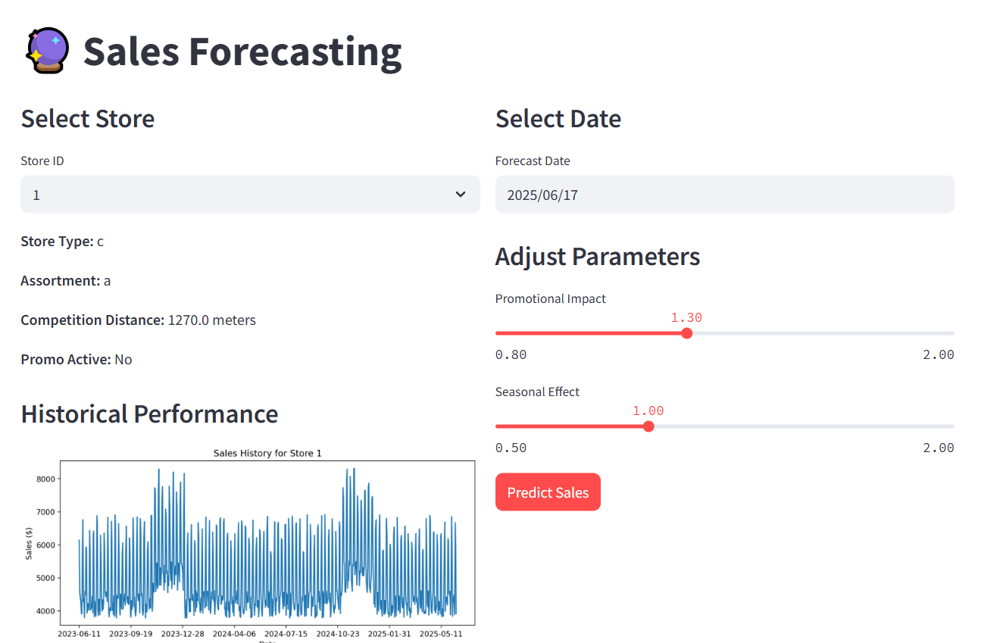 Sales Forecasting
Select Store
Store ID
1
Store Type: c
Assortment: a
Competition Distance: 1270.0 meters
Promo Active: No
Historical Performance
Sales History for Store 1
8000
7000
6000
5000
4000
Sales ($)
2023-06-11 2023-09-19 2023-12-28 2024-04-06 2024-07-15 2024-10-23 2025-01-31 2025-05-11
Select Date
Forecast Date
2025/06/17
Adjust Parameters
Promotional Impact
1.30
0.80 2.00
Seasonal Effect
1.00
0.50 2.00
Predict Sales